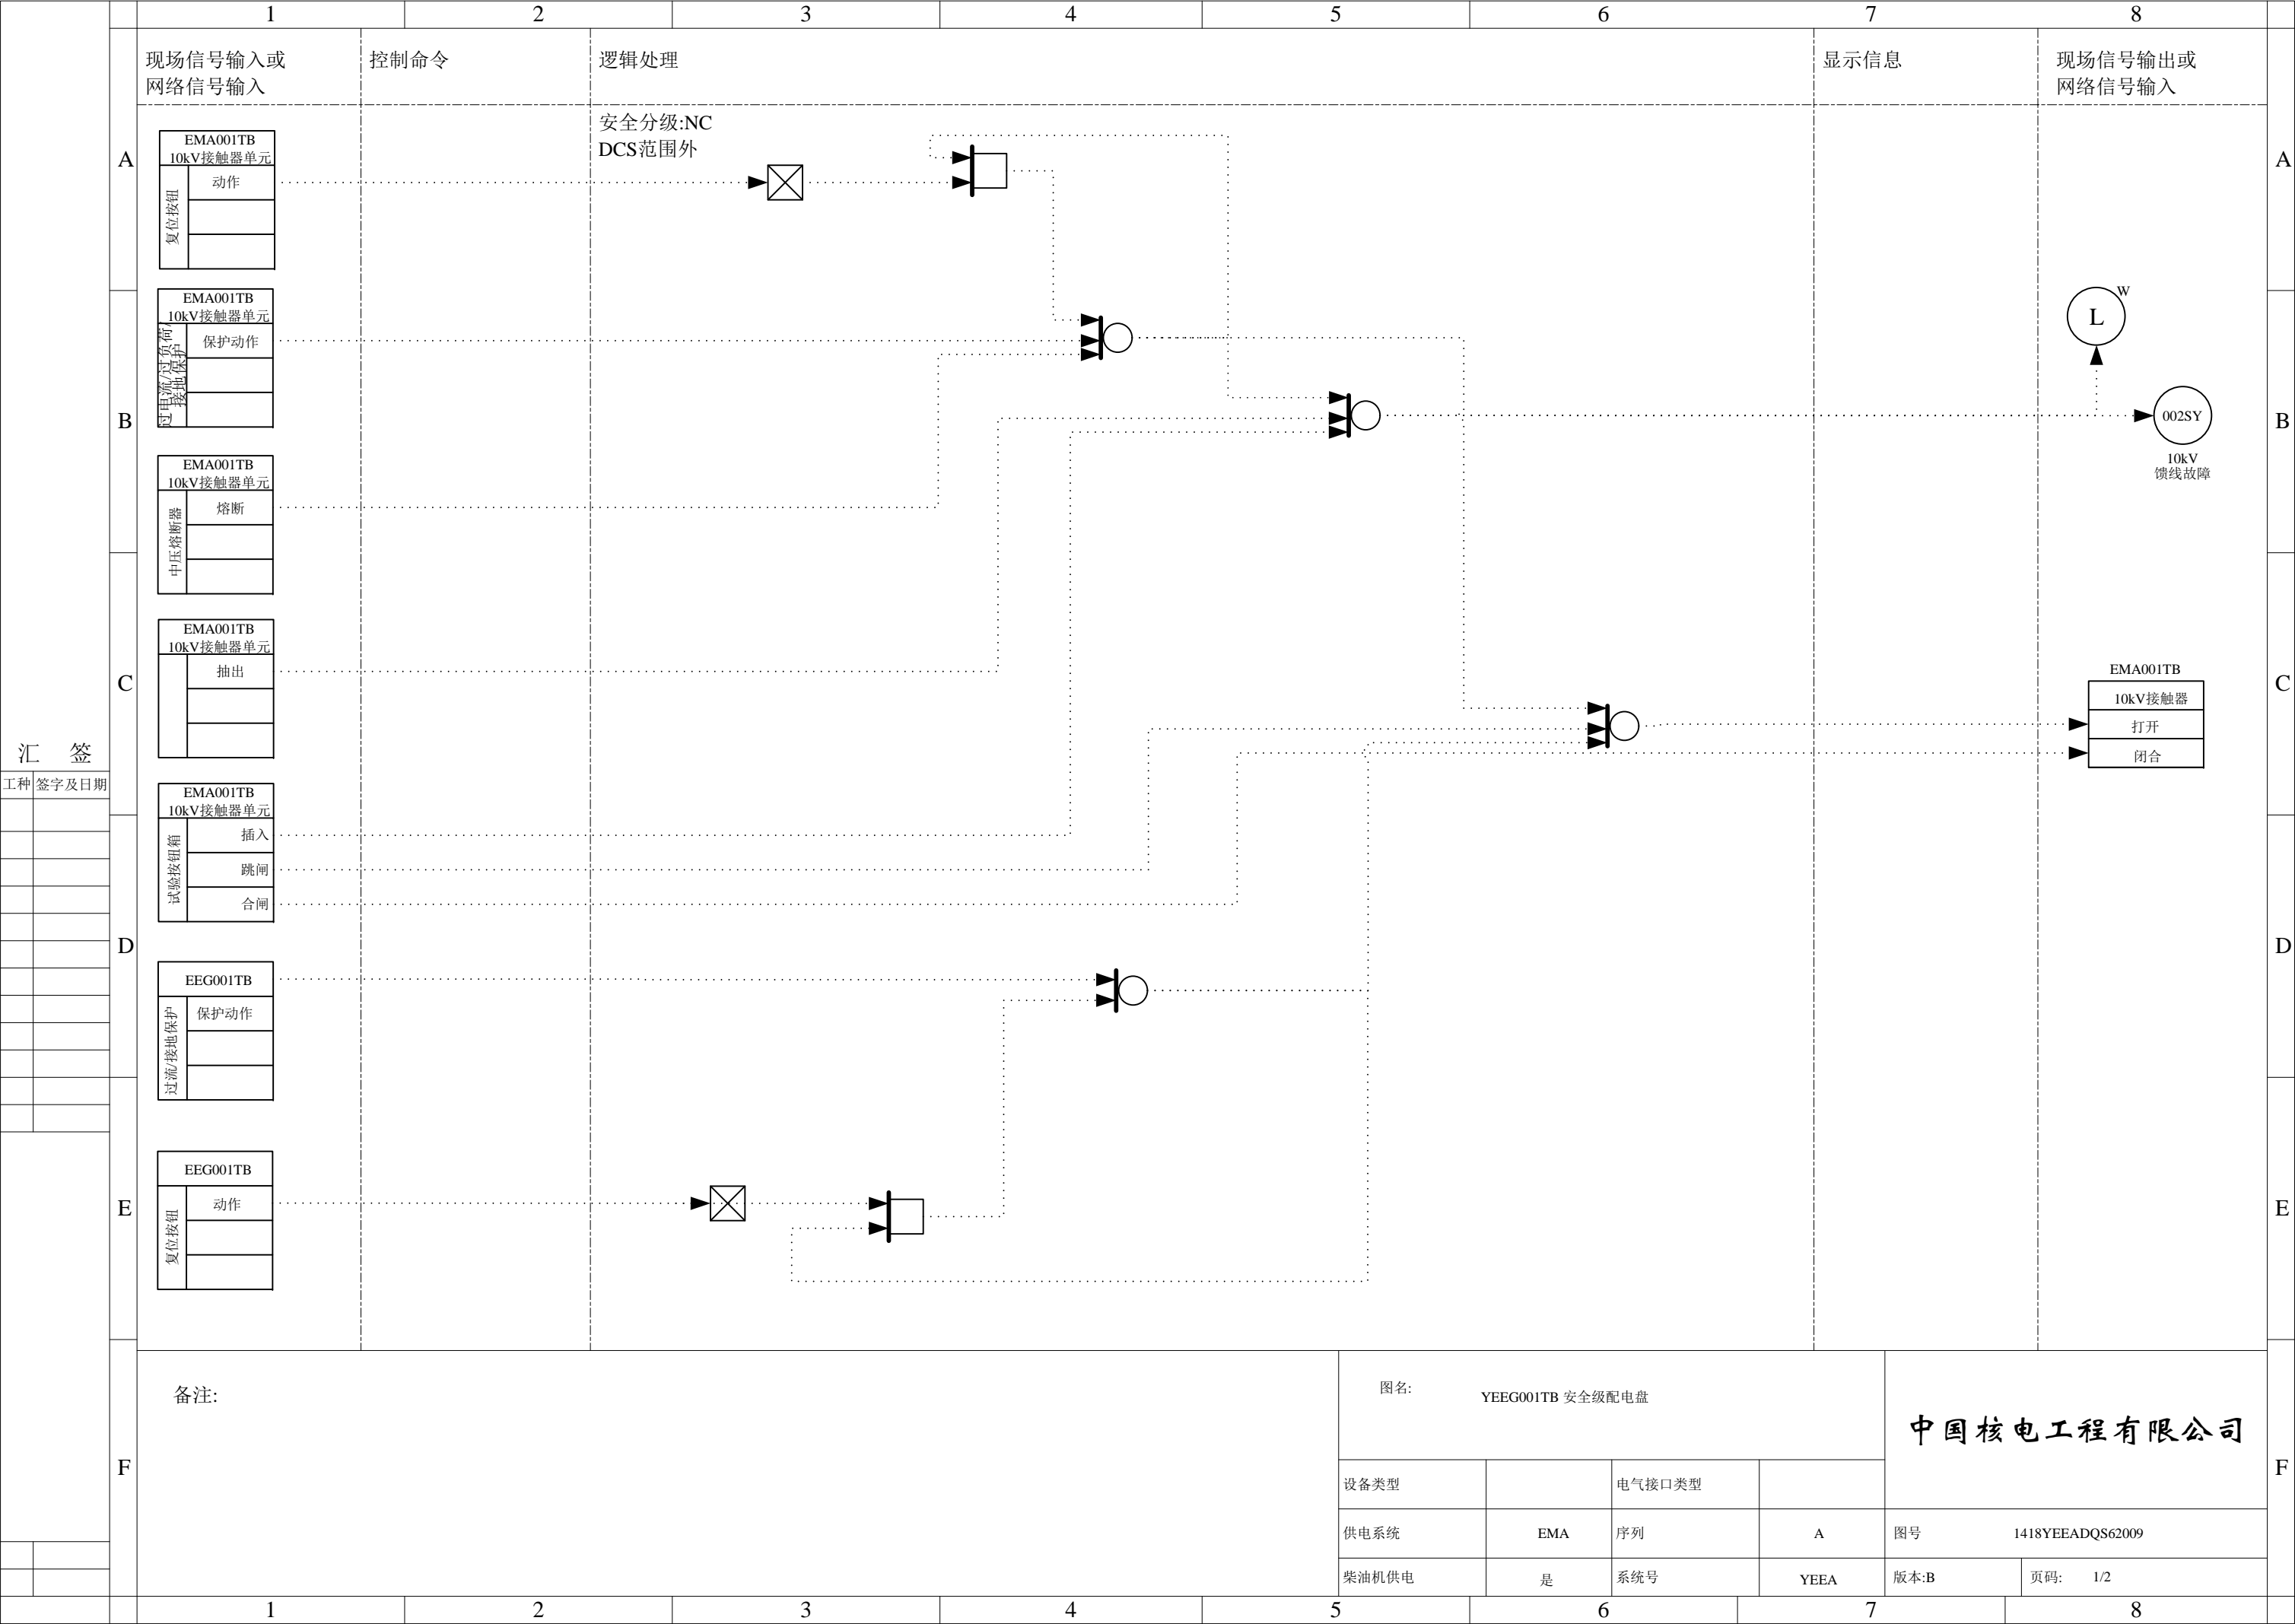 1 2 3 4 5 6 7 8
现场信号输入或
网络信号输入
控制命令
逻辑处理
显示信息
现场信号输出或
网络信号输入
安全分级:NC
DCS范围外
A
A
EMA001TB
10kV接触器单元
复位按钮
动作
EMA001TB
10kV接触器单元
过电流/过负荷/
接地保护
保护动作
W
L
B
B
002SY
10kV
馈线故障
EMA001TB
10kV接触器单元
中压熔断器
熔断
EMA001TB
10kV接触器单元
抽出
C
C
EMA001TB
10kV接触器
打开
闭合
汇 签
工种 签字及日期
EMA001TB
10kV接触器单元
试验按钮箱
插入
跳闸
合闸
D
D
EEG001TB
过流/接地保护
保护动作
EEG001TB
复位按钮
动作
E
E
备注:
图名: YEEG001TB 安全级配电盘
中国核电工程有限公司
F
F
设备类型 电气接口类型
供电系统 EMA 序列 A 图号 1418YEEADQS62009
柴油机供电 是 系统号 YEEA 版本:B 页码: 1/2
1 2 3 4 5 6 7 8